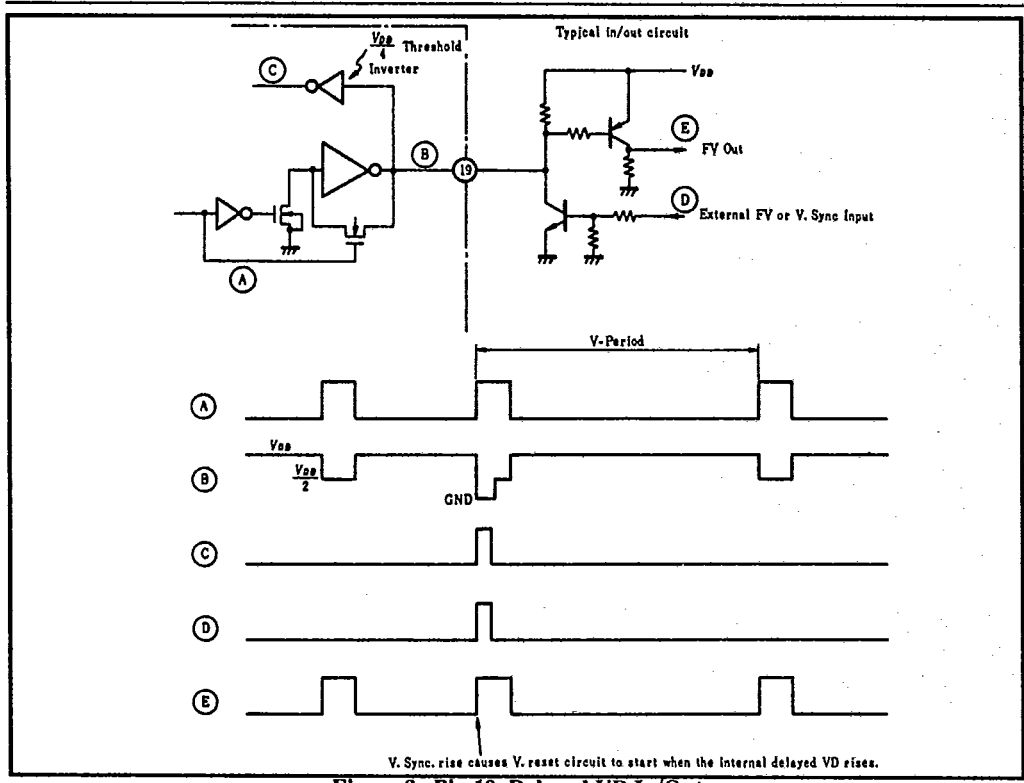 Typical in/out circuit
VDD/4 Threshold
Inverter
C
VDD
B
19
E
FV Out
D
External FV or V. Sync Input
A
V-Period
A
VDD
VDD/2
B
GND
C
D
E
V. Sync. rise causes V. reset circuit to start when the internal delayed VD rises.